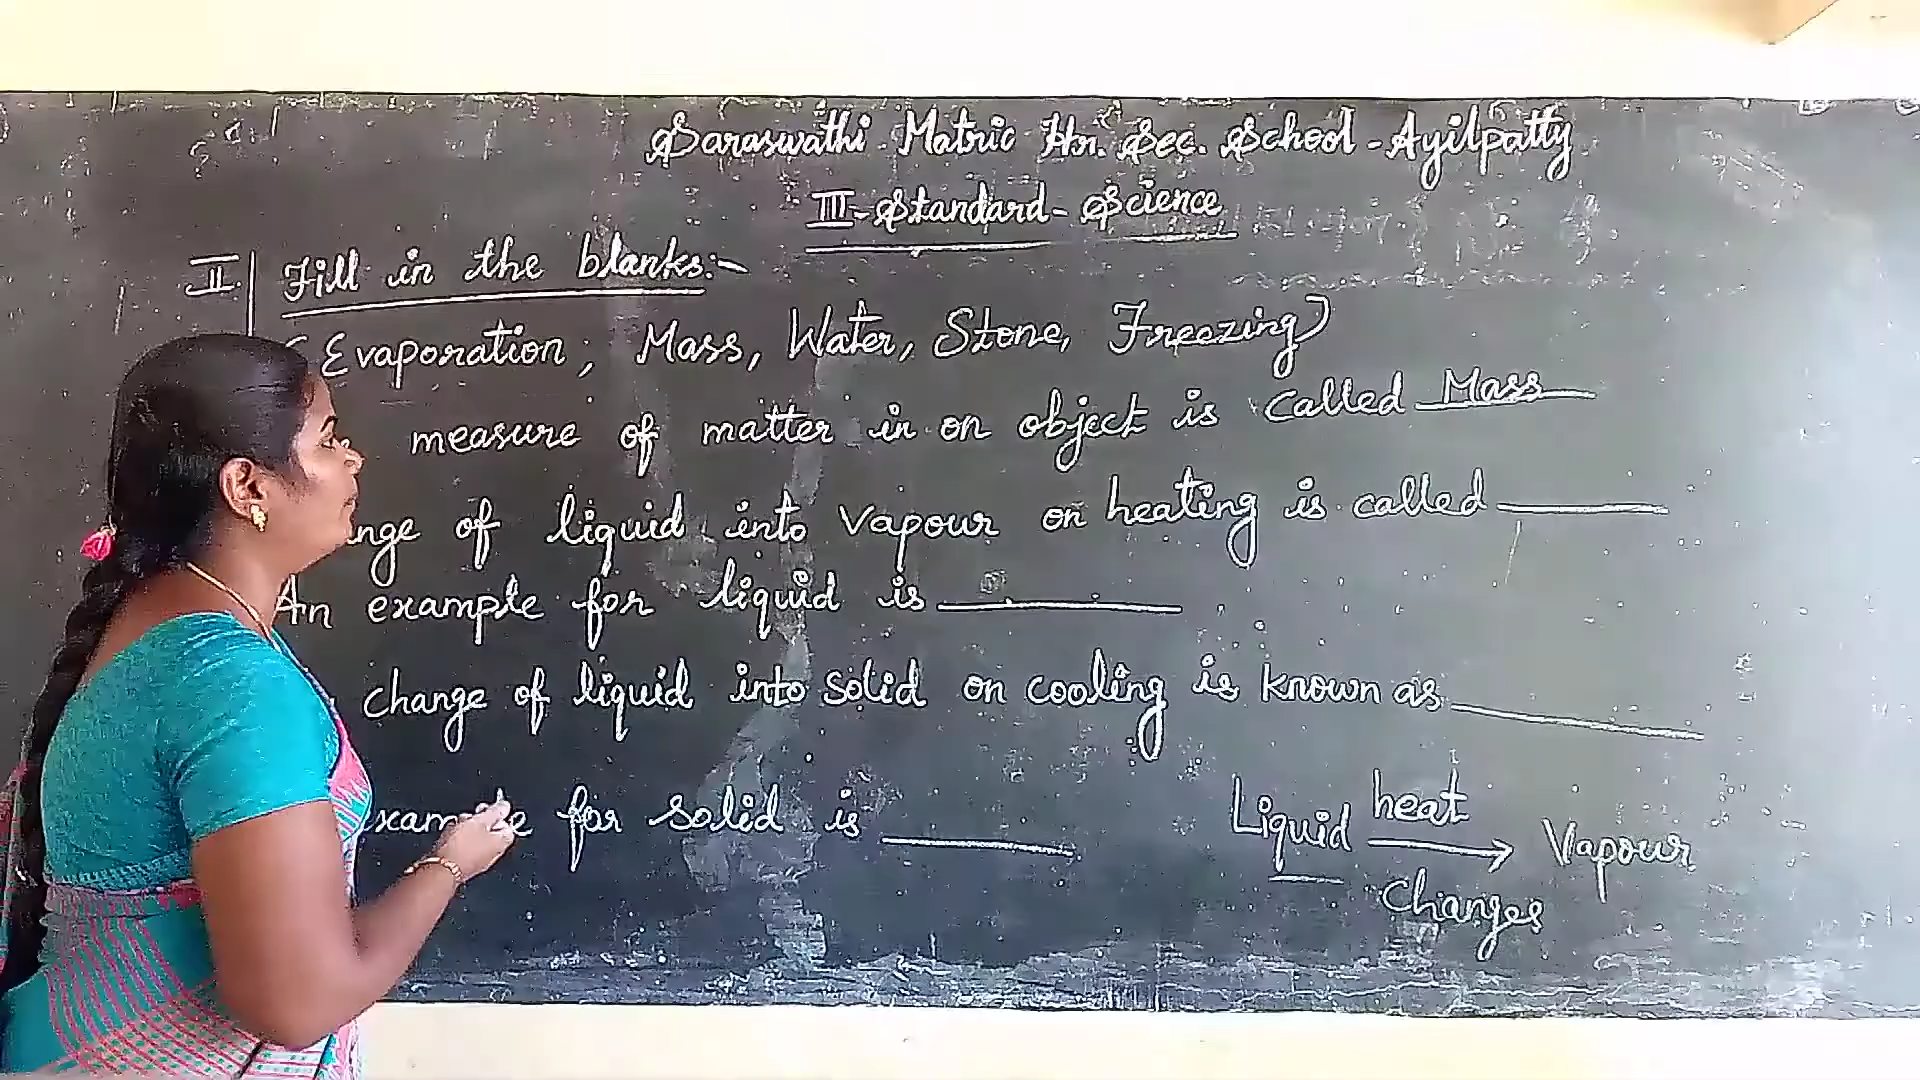 Saraswathi Matric Hr. Sec. School - Ayilpatty
III - Standard - Science
II. Fill in the blanks:-
(Evaporation, Mass, Water, Stone, Freezing)
measure of matter in on object is called Mass
nge of liquid into Vapour on heating is called
An example for liquid is
change of liquid into solid on cooling is known as
example for solid is
Liquid heat Vapour
Changes